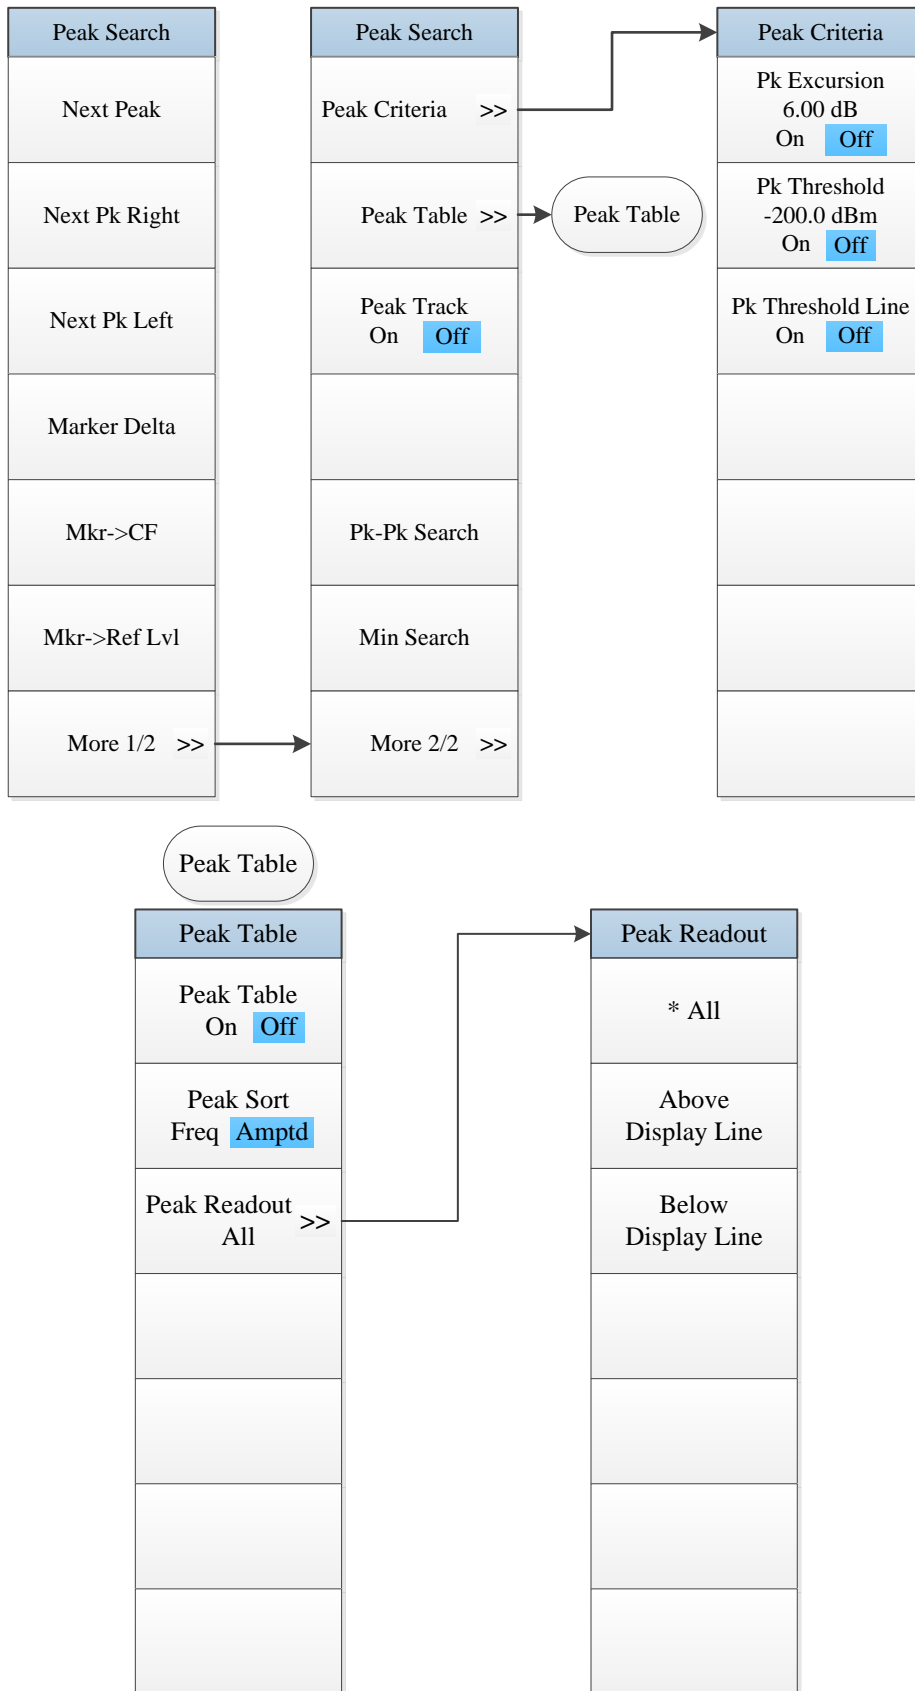 Peak Search
Next Peak
Next Pk Right
Next Pk Left
Marker Delta
Mkr->CF
Mkr->Ref Lvl
More 1/2 >>
Peak Search
Peak Criteria >>
Peak Table >>
Peak Track
On Off
Pk-Pk Search
Min Search
More 2/2 >>
Peak Table
Peak Criteria
Pk Excursion
6.00 dB
On Off
Pk Threshold
-200.0 dBm
On Off
Pk Threshold Line
On Off
Peak Table
Peak Table
Peak Table
On Off
Peak Sort
Freq Amptd
Peak Readout
All >>
Peak Readout
* All
Above
Display Line
Below
Display Line